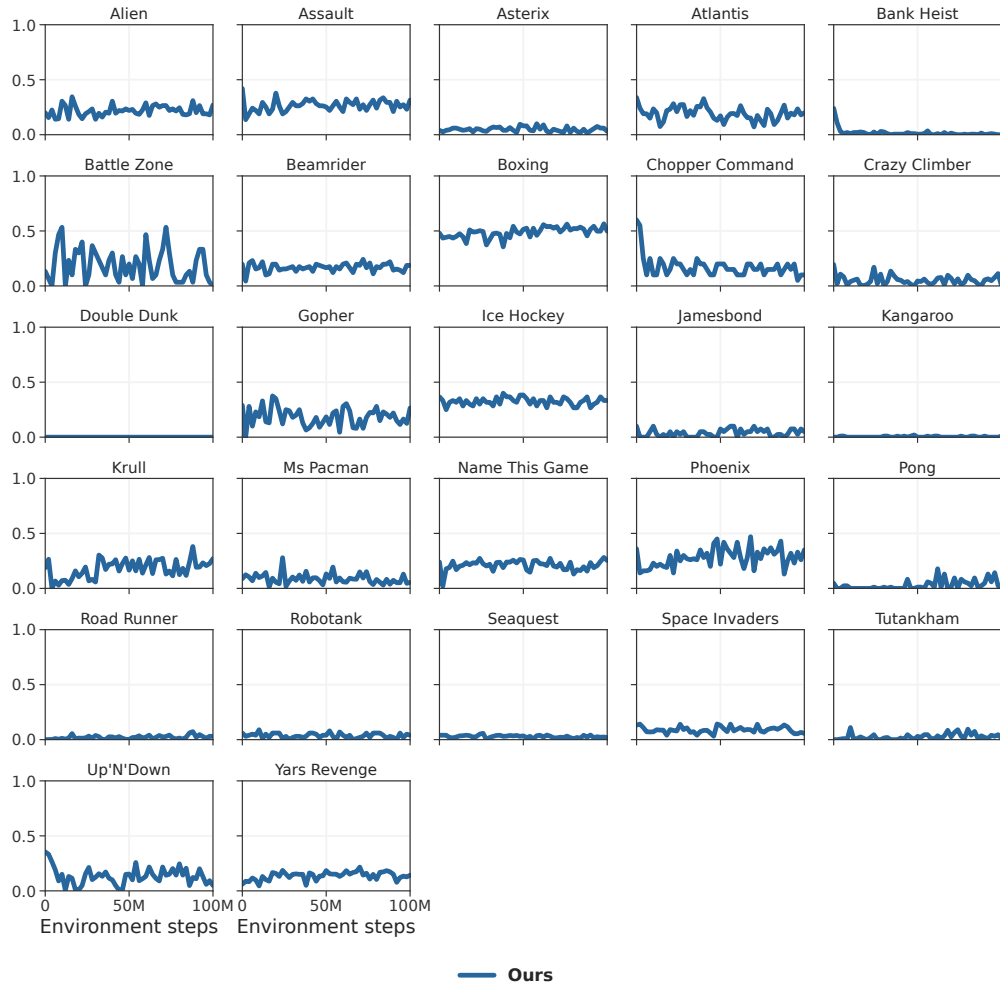 Alien Assault Asterix Atlantis Bank Heist
1.0
0.5
0.0
Battle Zone Beamrider Boxing Chopper Command Crazy Climber
1.0
0.5
0.0
Double Dunk Gopher Ice Hockey Jamesbond Kangaroo
1.0
0.5
0.0
Krull Ms Pacman Name This Game Phoenix Pong
1.0
0.5
0.0
Road Runner Robotank Seaquest Space Invaders Tutankham
1.0
0.5
0.0
Up'N'Down Yars Revenge
1.0
0.5
0.0
0 50M 100M 0 50M 100M
Environment steps Environment steps
Ours